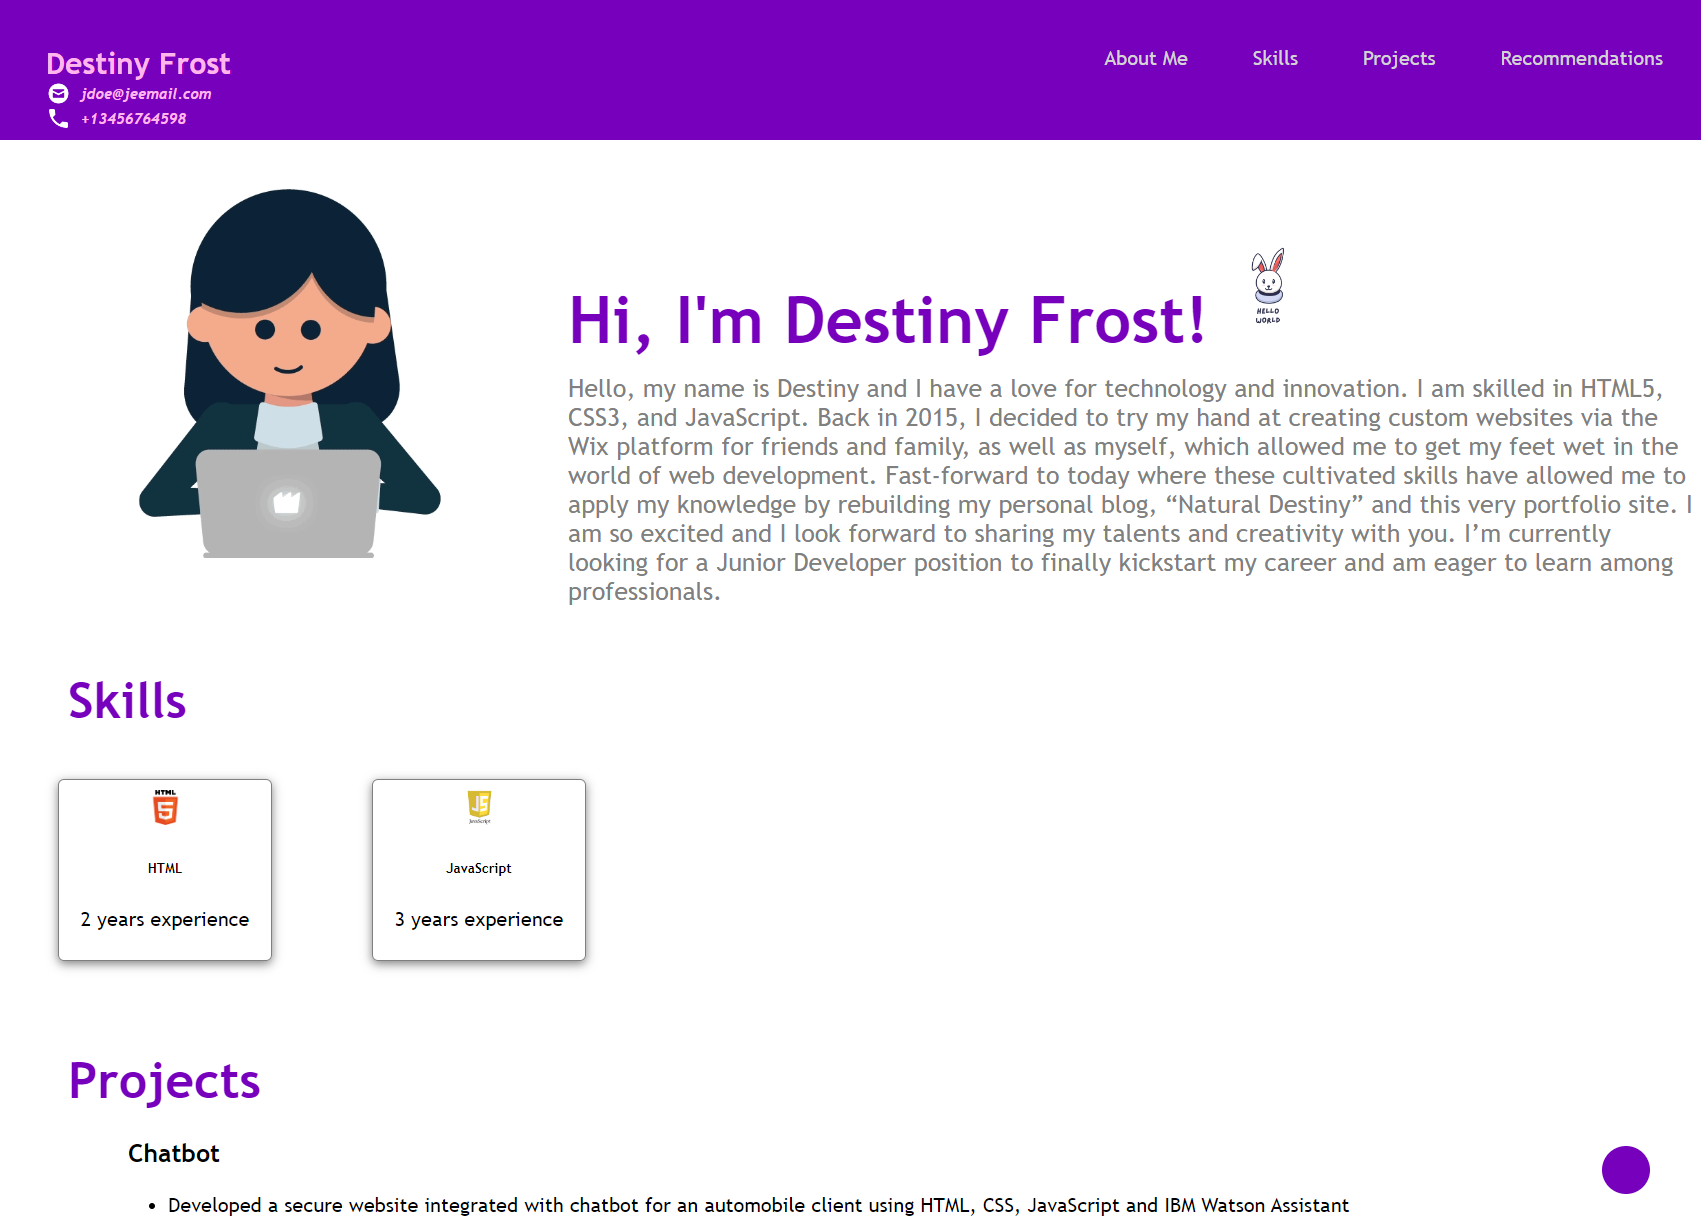 Destiny Frost
jdoe@jeemail.com
+13456764598
About Me
Skills
Projects
Recommendations
Hi, I'm Destiny Frost!
HELLO
WORLD
Hello, my name is Destiny and I have a love for technology and innovation. I am skilled in HTML5,
CSS3, and JavaScript. Back in 2015, I decided to try my hand at creating custom websites via the
Wix platform for friends and family, as well as myself, which allowed me to get my feet wet in the
world of web development. Fast-forward to today where these cultivated skills have allowed me to
apply my knowledge by rebuilding my personal blog, “Natural Destiny” and this very portfolio site. I
am so excited and I look forward to sharing my talents and creativity with you. I’m currently
looking for a Junior Developer position to finally kickstart my career and am eager to learn among
professionals.
Skills
HTML
5
HTML
2 years experience
JS
JavaScript
JavaScript
3 years experience
Projects
Chatbot
• Developed a secure website integrated with chatbot for an automobile client using HTML, CSS, JavaScript and IBM Watson Assistant